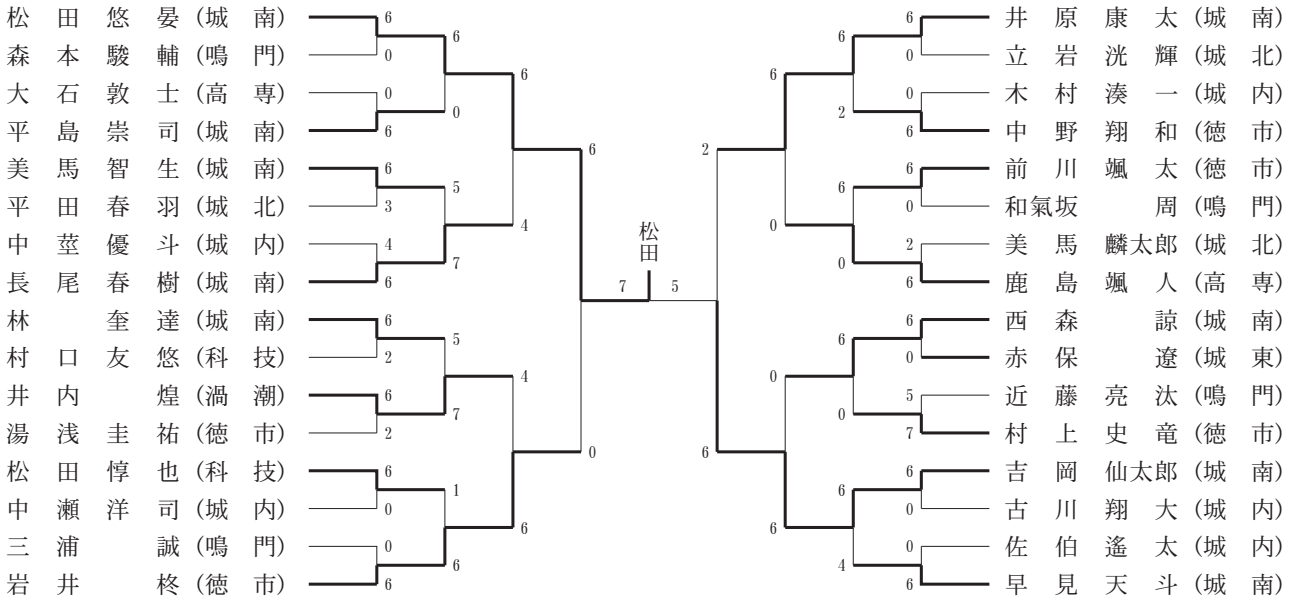 松田悠晏(城南) 6 6 井原康太(城南)
森本駿輔(鳴門) 0 0 立岩洸輝(城北)
6 6
6 6
大石敦士(高専) 0 0 木村湊一(城内)
0 2
平島崇司(城南) 6 6 中野翔和(徳市)
6 2
美馬智生(城南) 6 6 前川颯太(徳市)
5 6
平田春羽(城北) 3 0 和氣坂周(鳴門)
4 0
中茎優斗(城内) 4 2 美馬麟太郎(城北)
7 0
長尾春樹(城南) 6 6 鹿島颯人(高専)
松田
7 5
林奎達(城南) 6 6 西森諒(城南)
5 6
村口友悠(科技) 2 0 赤保遼(城東)
4 0
井内煌(渦潮) 6 5 近藤亮汰(鳴門)
7 0
湯浅圭祐(徳市) 2 7 村上史竜(徳市)
0 6
松田惇也(科技) 6 6 吉岡仙太郎(城南)
1 6
中瀬洋司(城内) 0 0 古川翔大(城内)
6 6
三浦誠(鳴門) 0 0 佐伯遙太(城内)
6 4
岩井柊(徳市) 6 6 早見天斗(城南)